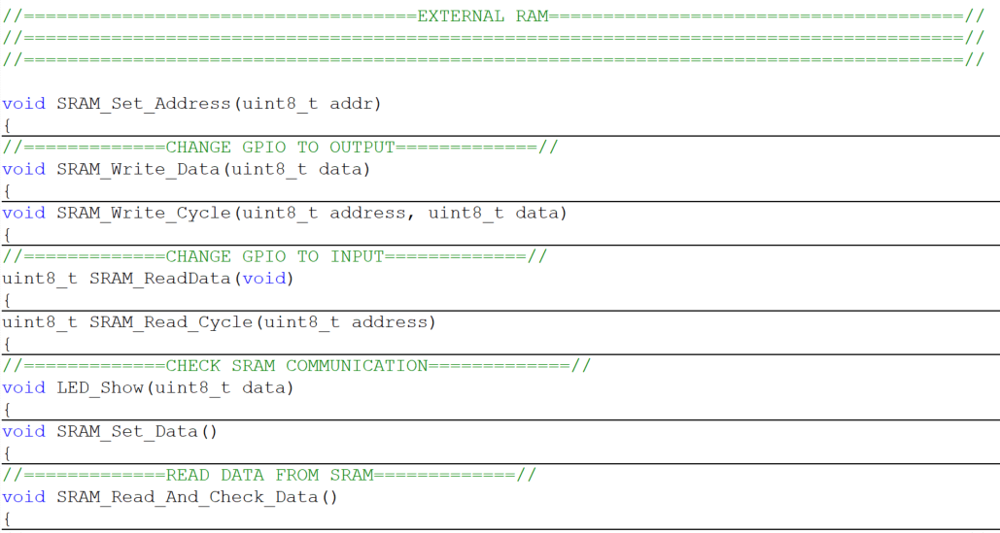 //====================================EXTERNAL RAM======================================//
//======================================================================================//
//======================================================================================//
void SRAM_Set_Address(uint8_t addr)
{
//=============CHANGE GPIO TO OUTPUT=============//
void SRAM_Write_Data(uint8_t data)
{
void SRAM_Write_Cycle(uint8_t address, uint8_t data)
{
//=============CHANGE GPIO TO INPUT=============//
uint8_t SRAM_ReadData(void)
{
uint8_t SRAM_Read_Cycle(uint8_t address)
{
//=============CHECK SRAM COMMUNICATION=============//
void LED_Show(uint8_t data)
{
void SRAM_Set_Data()
{
//=============READ DATA FROM SRAM=============//
void SRAM_Read_And_Check_Data()
{